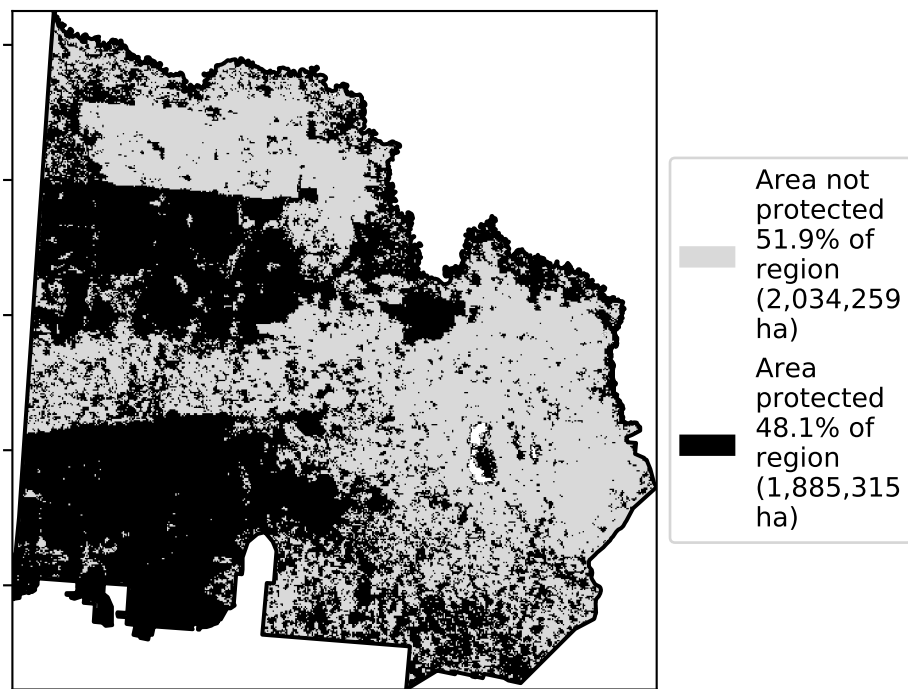 Area not
protected
51.9% of
region
(2,034,259
ha)
Area
protected
48.1% of
region
(1,885,315
ha)